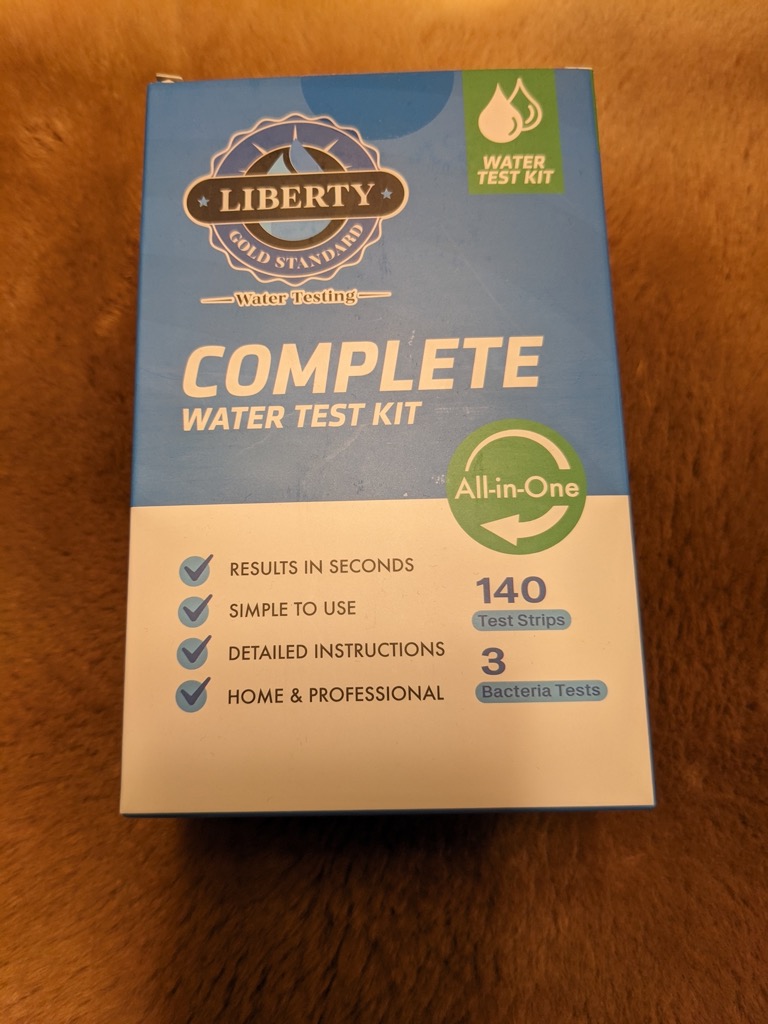 WATER
TEST KIT
LIBERTY
GOLD STANDARD
Water Testing
COMPLETE
WATER TEST KIT
All-in-One
RESULTS IN SECONDS
SIMPLE TO USE
DETAILED INSTRUCTIONS
HOME & PROFESSIONAL
140
Test Strips
3
Bacteria Tests